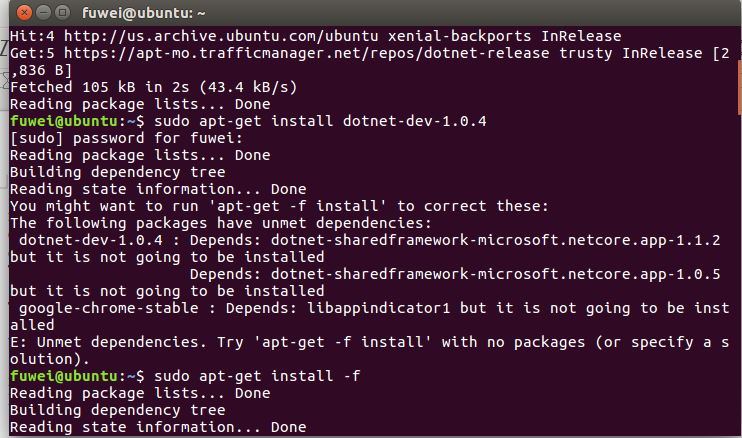 fuwei@ubuntu: ~
Hit:4 http://us.archive.ubuntu.com/ubuntu xenial-backports InRelease
Get:5 https://apt-mo.trafficmanager.net/repos/dotnet-release trusty InRelease [2
,836 B]
Fetched 105 kB in 2s (43.4 kB/s)
Reading package lists... Done
fuwei@ubuntu:~$ sudo apt-get install dotnet-dev-1.0.4
[sudo] password for fuwei:
Reading package lists... Done
Building dependency tree
Reading state information... Done
You might want to run 'apt-get -f install' to correct these:
The following packages have unmet dependencies:
 dotnet-dev-1.0.4 : Depends: dotnet-sharedframework-microsoft.netcore.app-1.1.2
but it is not going to be installed
                    Depends: dotnet-sharedframework-microsoft.netcore.app-1.0.5
but it is not going to be installed
 google-chrome-stable : Depends: libappindicator1 but it is not going to be inst
alled
E: Unmet dependencies. Try 'apt-get -f install' with no packages (or specify a s
olution).
fuwei@ubuntu:~$ sudo apt-get install -f
Reading package lists... Done
Building dependency tree
Reading state information... Done